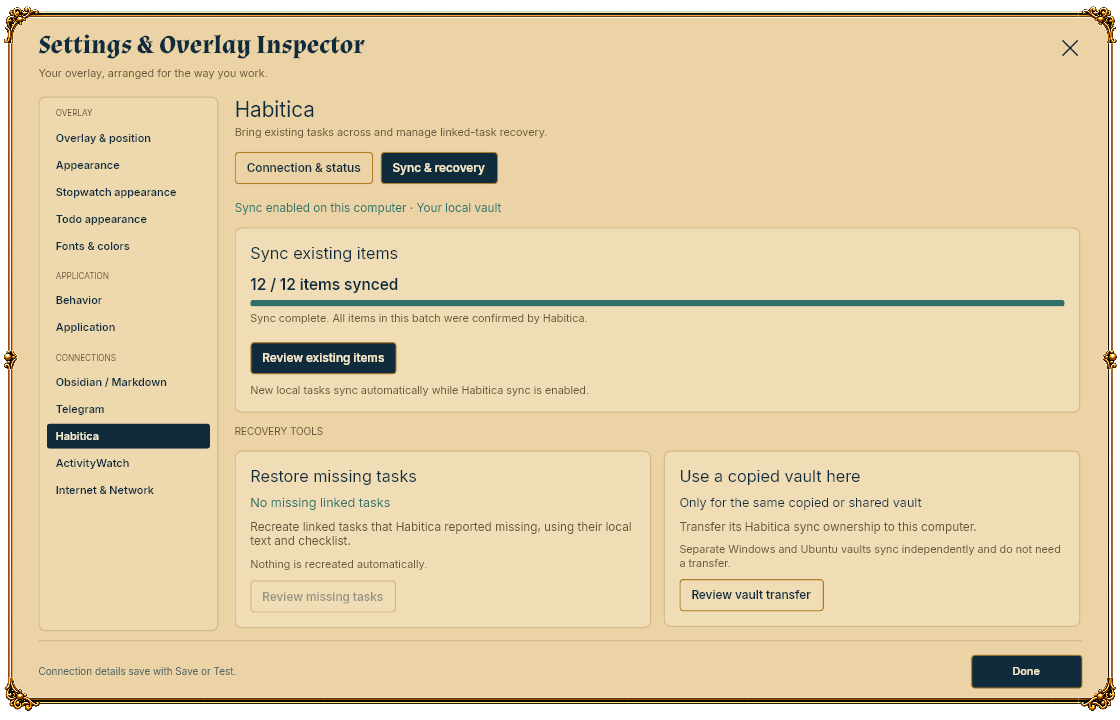 Settings & Overlay Inspector
Your overlay, arranged for the way you work.
OVERLAY
Overlay & position
Appearance
Stopwatch appearance
Todo appearance
Fonts & colors
APPLICATION
Behavior
Application
CONNECTIONS
Obsidian / Markdown
Telegram
Habitica
ActivityWatch
Internet & Network
Habitica
Bring existing tasks across and manage linked-task recovery.
Connection & status
Sync & recovery
Sync enabled on this computer · Your local vault
Sync existing items
12 / 12 items synced
Sync complete. All items in this batch were confirmed by Habitica.
Review existing items
New local tasks sync automatically while Habitica sync is enabled.
RECOVERY TOOLS
Restore missing tasks
No missing linked tasks
Recreate linked tasks that Habitica reported missing, using their local
text and checklist.
Nothing is recreated automatically.
Review missing tasks
Use a copied vault here
Only for the same copied or shared vault
Transfer its Habitica sync ownership to this computer.
Separate Windows and Ubuntu vaults sync independently and do not need
a transfer.
Review vault transfer
Connection details save with Save or Test.
Done